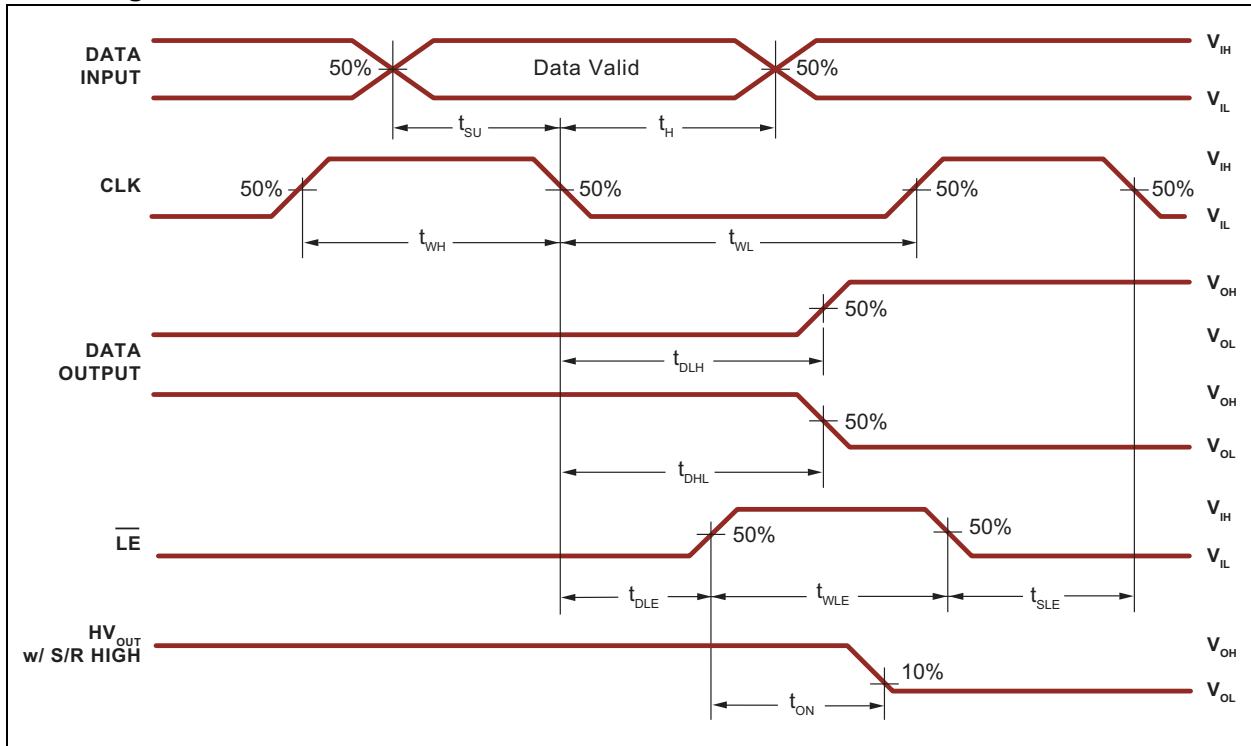 DATA INPUT
50%
Data Valid
50%
V_IH
V_IL
t_SU
t_H
CLK
50%
50%
50%
50%
V_IH
V_IL
t_WH
t_WL
DATA OUTPUT
50%
V_OH
V_OL
t_DLH
50%
V_OH
V_OL
t_DHL
L̅E̅
50%
50%
V_IH
V_IL
t_DLE
t_WLE
t_SLE
HV_OUT
w/ S/R HIGH
10%
V_OH
V_OL
t_ON